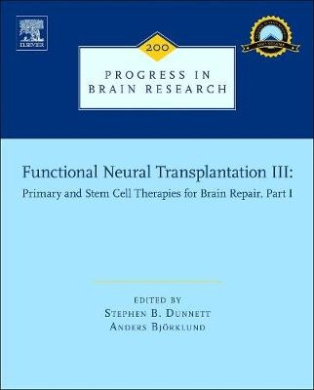 ELSEVIER
200
PROGRESS IN
BRAIN RESEARCH
Functional Neural Transplantation III:
Primary and Stem Cell Therapies for Brain Repair, Part I
EDITED BY
STEPHEN B. DUNNETT
ANDERS BJÖRKLUND